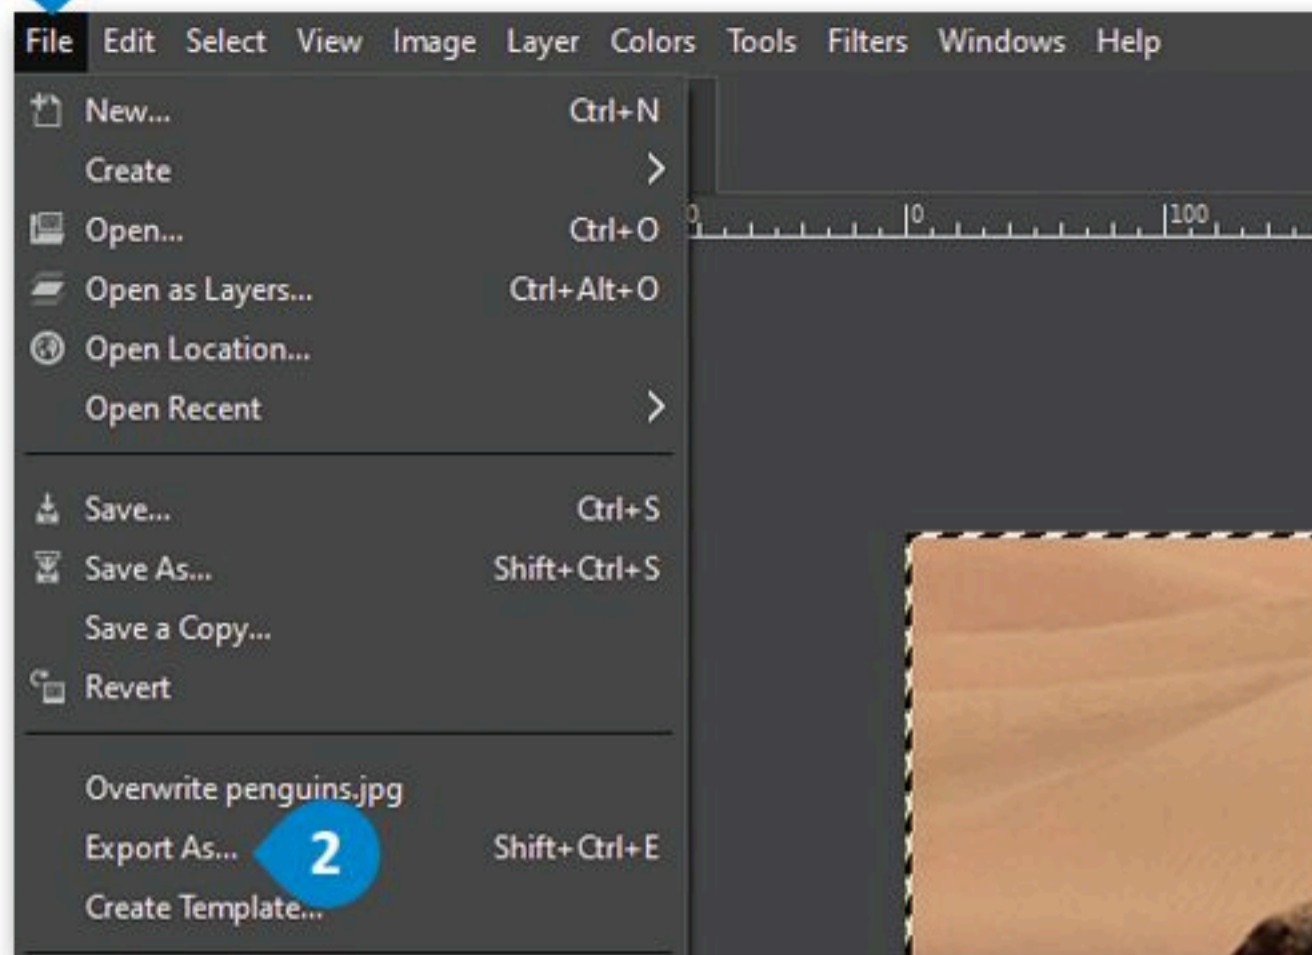 File Edit Select View Image Layer Colors Tools Filters Windows Help
New... Ctrl+N
Create
Open... Ctrl+O
Open as Layers... Ctrl+Alt+O
Open Location...
Open Recent
0 100
Save... Ctrl+S
Save As... Shift+Ctrl+S
Save a Copy...
Revert
Overwrite penguins.jpg
Export As... 2 Shift+Ctrl+E
Create Template...